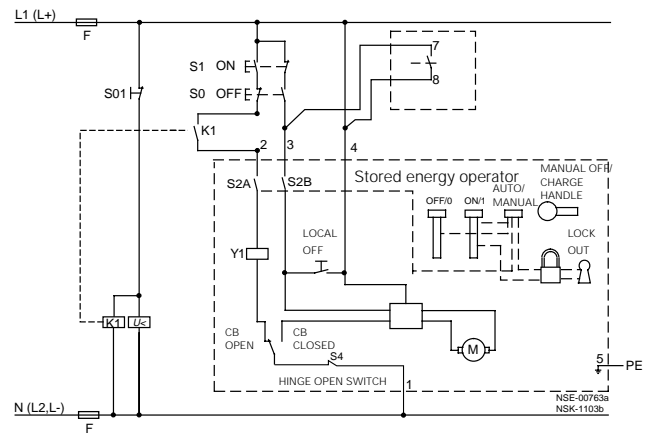 L1 (L+)
F
7
S1 ON
8
S01
S0 OFF
K1
2
3
4
Stored energy operator
MANUAL OFF/
CHARGE
HANDLE
AUTO/
MANUAL
S2A
S2B
OFF/0
ON/1
LOCAL
OFF
LOCK
OUT
Y1
K1
U<
CB
OPEN
CB
CLOSED
M
S4
5
PE
HINGE OPEN SWITCH
1
NSE-00763a
NSK-1103b
N (L2,L-)
F